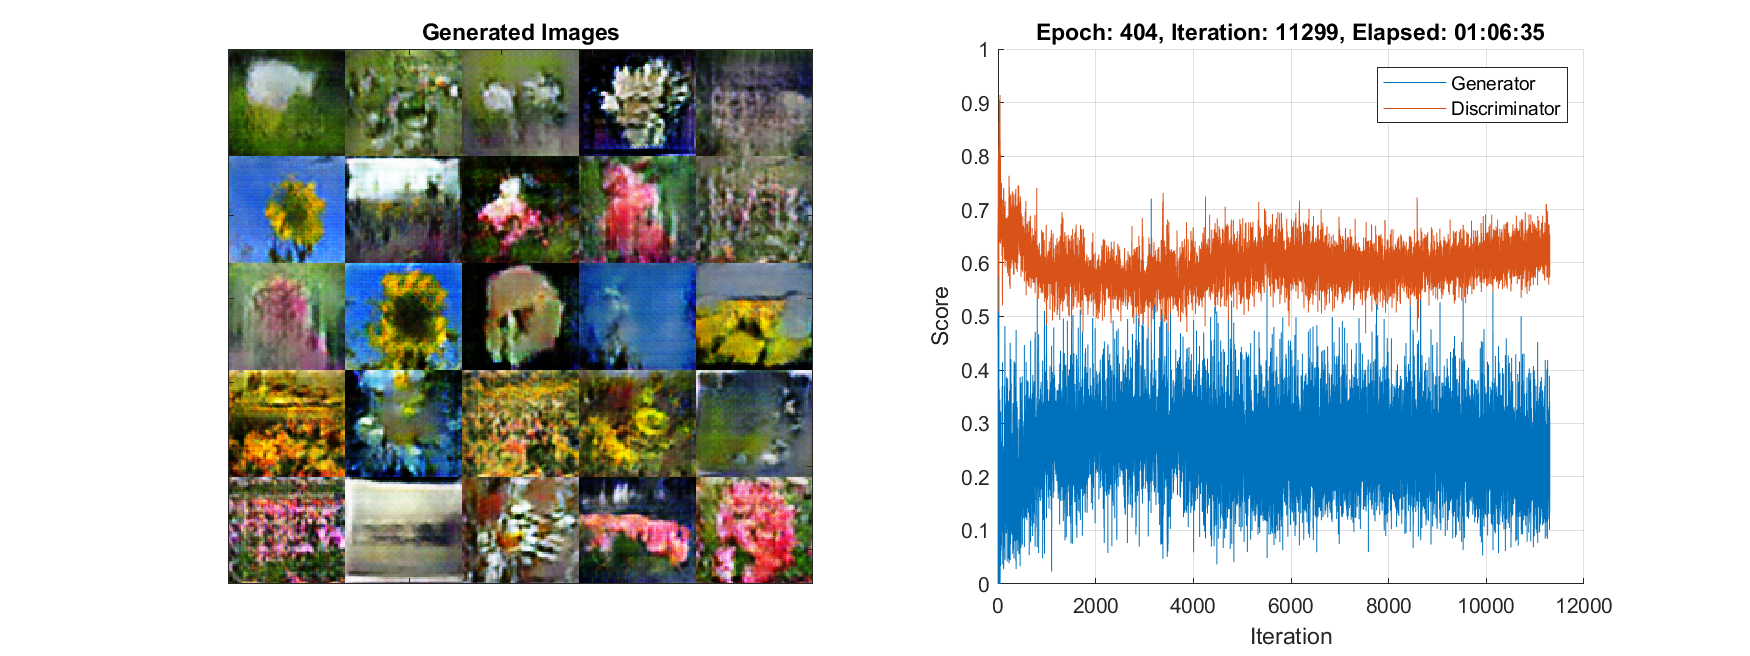 Generated Images
Epoch: 404, Iteration: 11299, Elapsed: 01:06:35
Generator
Discriminator
Score
1
0.9
0.8
0.7
0.6
0.5
0.4
0.3
0.2
0.1
0
0 2000 4000 6000 8000 10000 12000
Iteration